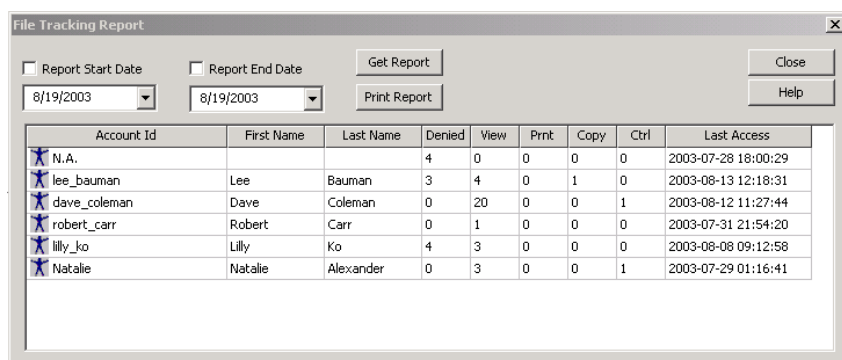 File Tracking Report
Report Start Date Report End Date Get Report Close
8/19/2003 8/19/2003 Print Report Help
Account Id First Name Last Name Denied View Prnt Copy Ctrl Last Access
N.A. 4 0 0 0 0 2003-07-28 18:00:29
lee_bauman Lee Bauman 3 4 0 1 0 2003-08-13 12:18:31
dave_coleman Dave Coleman 0 20 0 0 1 2003-08-12 11:27:44
robert_carr Robert Carr 0 1 0 0 0 2003-07-31 21:54:20
lilly_ko Lilly Ko 4 3 0 0 0 2003-08-08 09:12:58
Natalie Natalie Alexander 0 3 0 0 1 2003-07-29 01:16:41